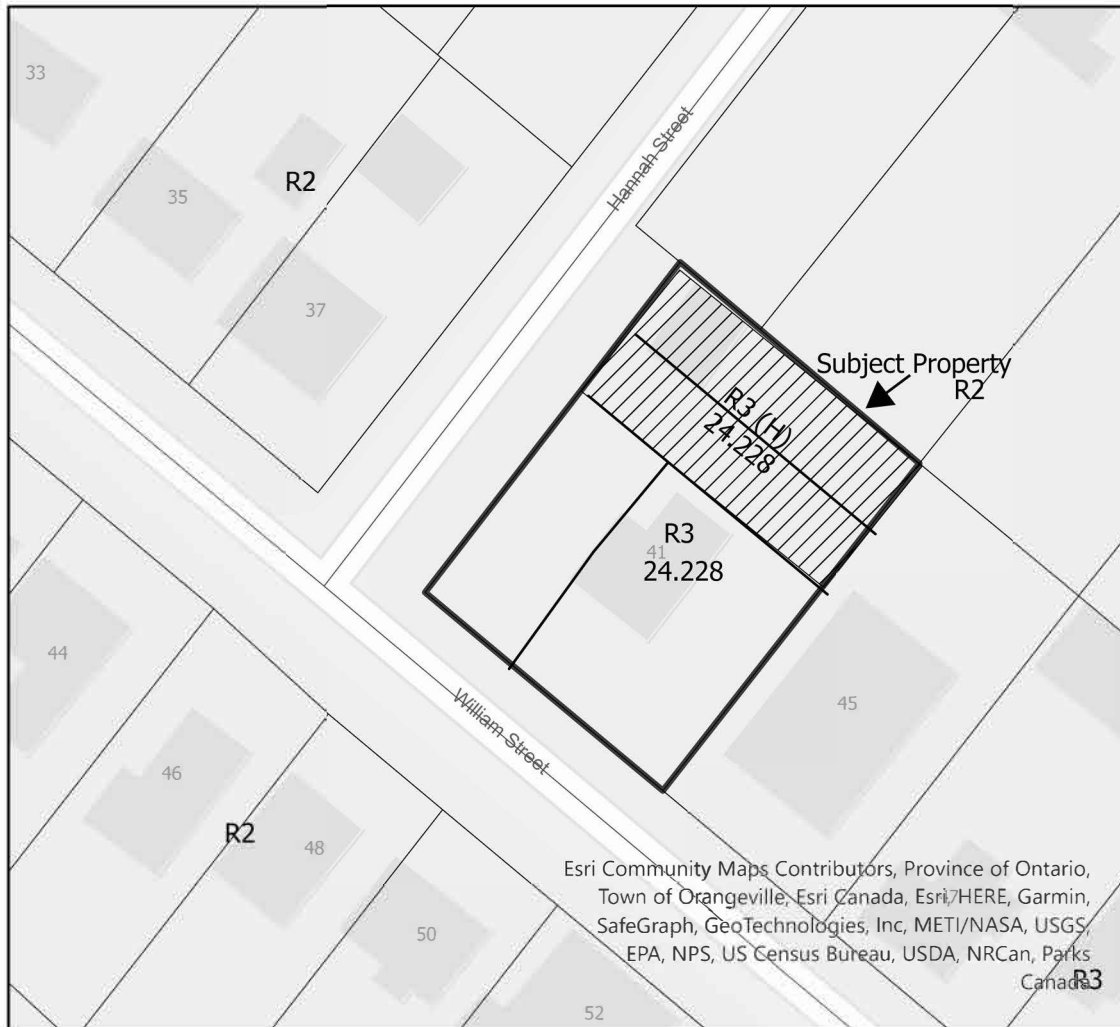 33
35
R2
37
Hannah Street
Subject Property
R2
R3 (H)
24.228
R3
41
24.228
44
45
William Street
46
R2
48
50
52
47
Esri Community Maps Contributors, Province of Ontario,
Town of Orangeville, Esri Canada, Esri, HERE, Garmin,
SafeGraph, GeoTechnologies, Inc, METI/NASA, USGS,
EPA, NPS, US Census Bureau, USDA, NRCan, Parks
Canada
R3